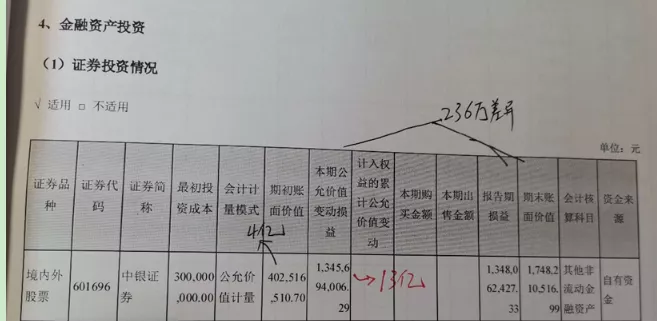 4、金融资产投资
（1）证券投资情况
√ 适用 □ 不适用
236万差异
单位：元
证券品种 证券代码 证券简称 最初投资成本 会计计量模式 期初账面价值 本期公允价值变动损益 计入权益的累计公允价值变动 本期购买金额 本期出售金额 报告期损益 期末账面价值 会计核算科目 资金来源
4亿
境内外股票 601696 中银证券 300,000,000.00 公允价值计量 402,516,510.70 1,345,694,006.29 13亿 1,348,062,427.33 1,748,210,516.99 其他非流动金融资产 自有资金